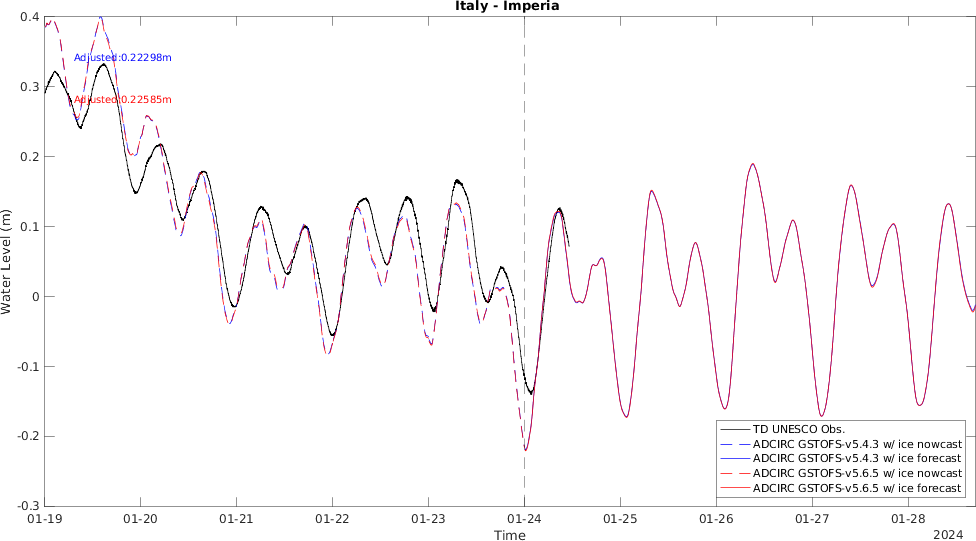 Italy - Imperia
Adjusted:0.22298m
Adjusted:0.22585m
Water Level (m)
0.4
0.3
0.2
0.1
0
-0.1
-0.2
-0.3
TD UNESCO Obs.
ADCIRC GSTOFS-v5.4.3 w/ ice nowcast
ADCIRC GSTOFS-v5.4.3 w/ ice forecast
ADCIRC GSTOFS-v5.6.5 w/ ice nowcast
ADCIRC GSTOFS-v5.6.5 w/ ice forecast
01-19 01-20 01-21 01-22 01-23 01-24 01-25 01-26 01-27 01-28
Time
2024